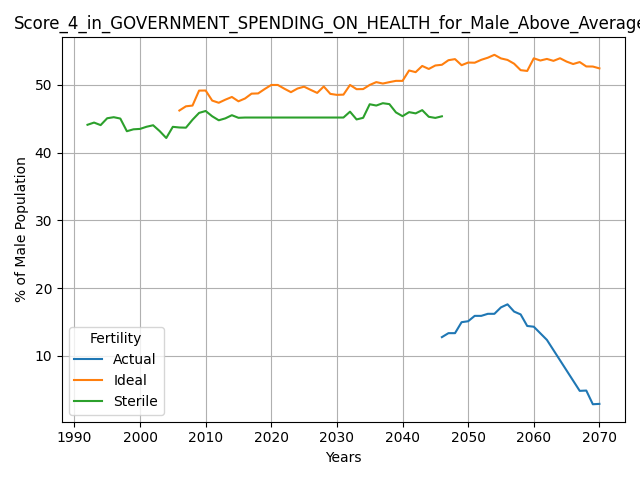 Score_4_in_GOVERNMENT_SPENDING_ON_HEALTH_for_Male_Above_Average
% of Male Population
50
40
30
20
10
Fertility
Actual
Ideal
Sterile
1990 2000 2010 2020 2030 2040 2050 2060 2070
Years